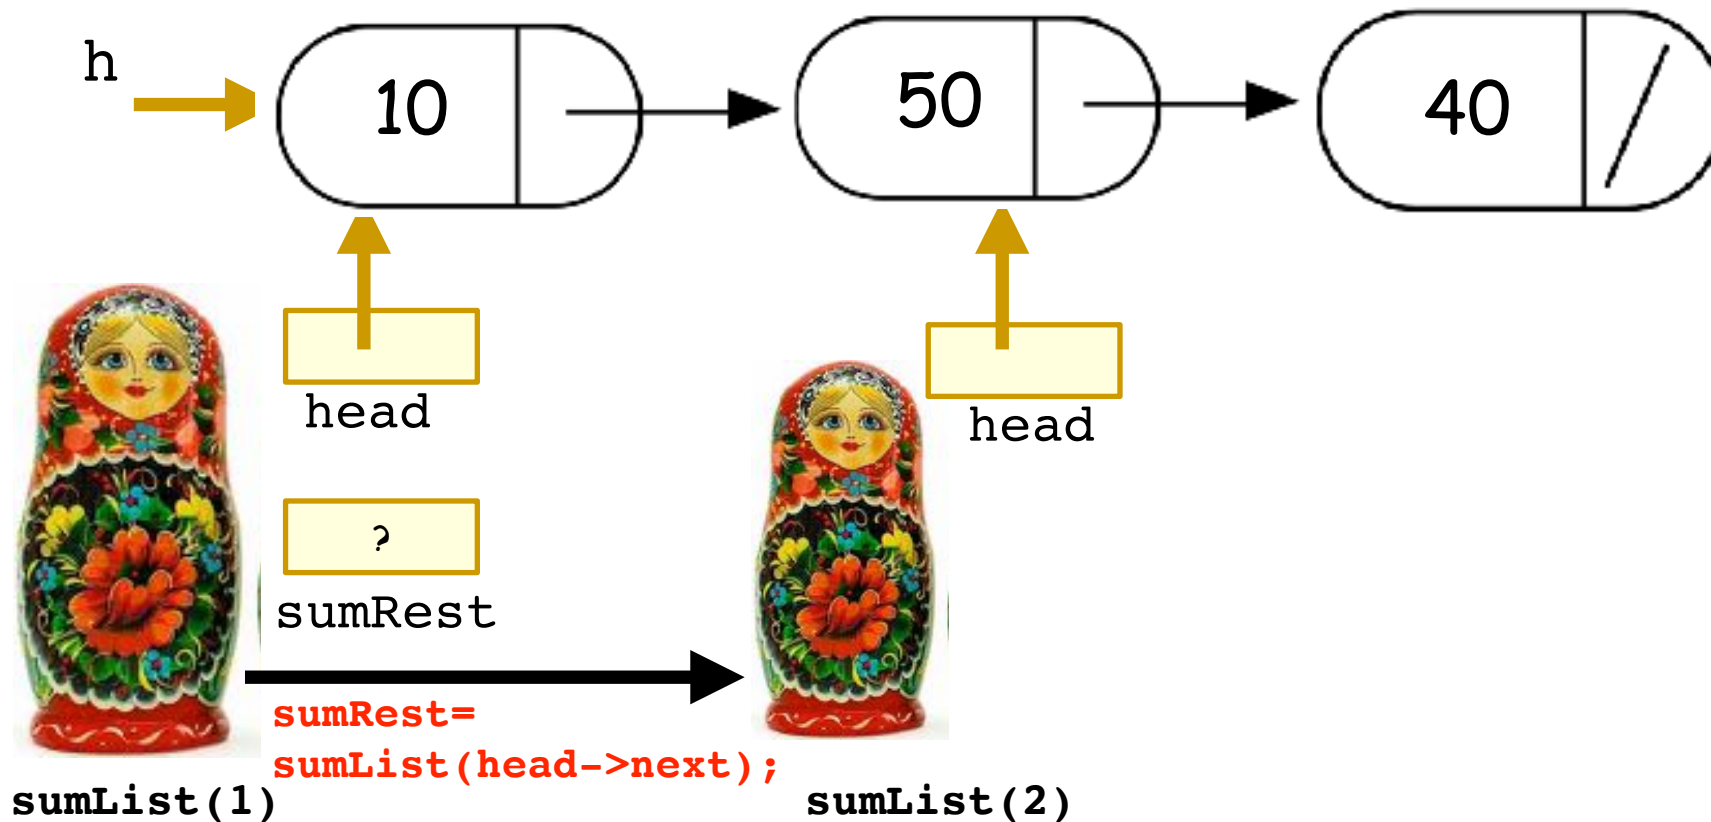 h
10
50
40
head
head
?
sumRest
sumRest=
sumList(head->next);
sumList(1)
sumList(2)